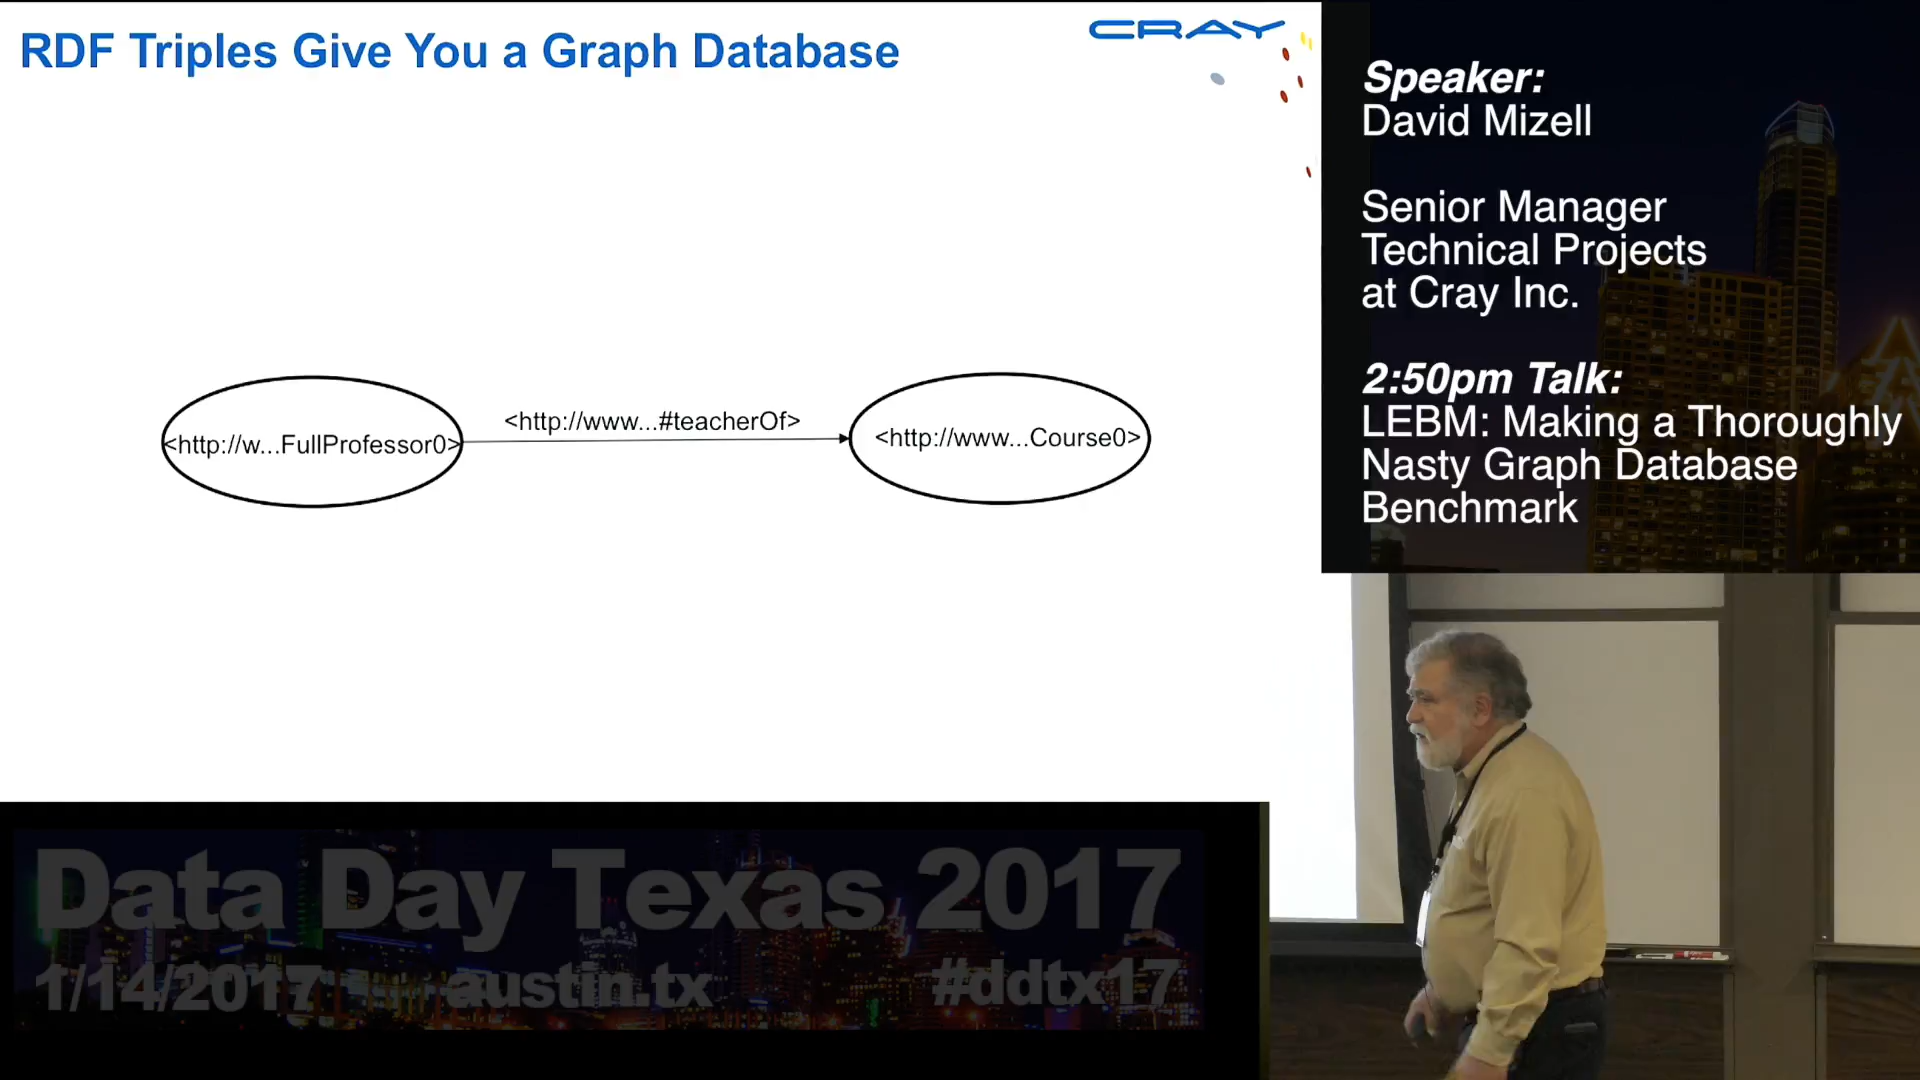 RDF Triples Give You a Graph Database
CRAY
<http://w...FullProfessor0>
<http://www...#teacherOf>
<http://www...Course0>
Speaker:
David Mizell
Senior Manager
Technical Projects
at Cray Inc.
2:50pm Talk:
LEBM: Making a Thoroughly
Nasty Graph Database
Benchmark
Data Day Texas 2017
1/14/2017 austin.tx #ddtx17